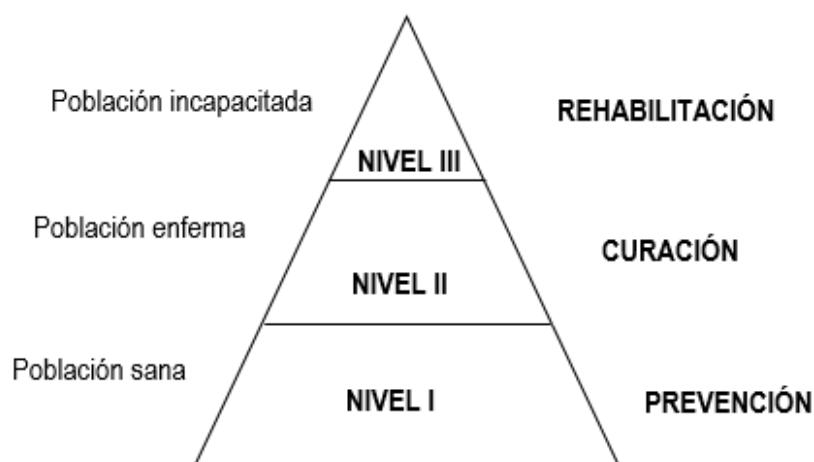 Población incapacitada
REHABILITACIÓN
NIVEL III
Población enferma
CURACIÓN
NIVEL II
Población sana
NIVEL I
PREVENCIÓN